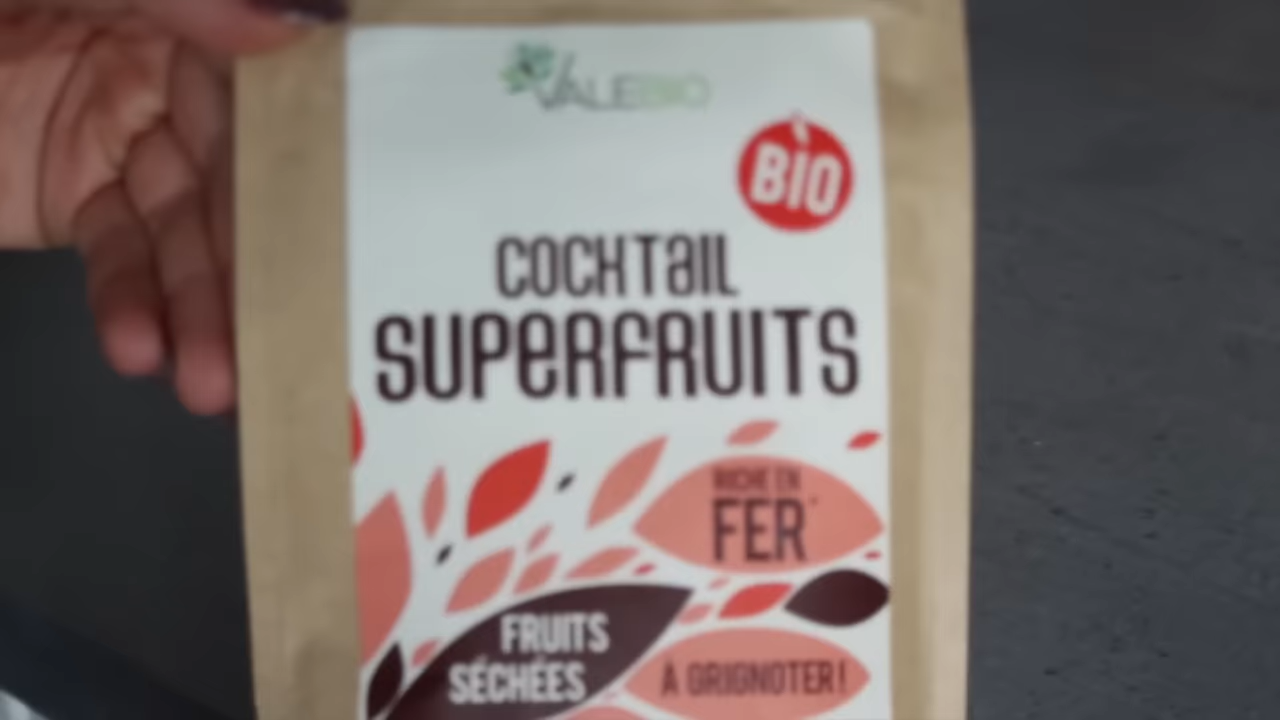 VALEBIO
BIO
COCKTAIL
SUPERFRUITS
RICHE EN
FER*
FRUITS
SÉCHÉES
À GRIGNOTER!